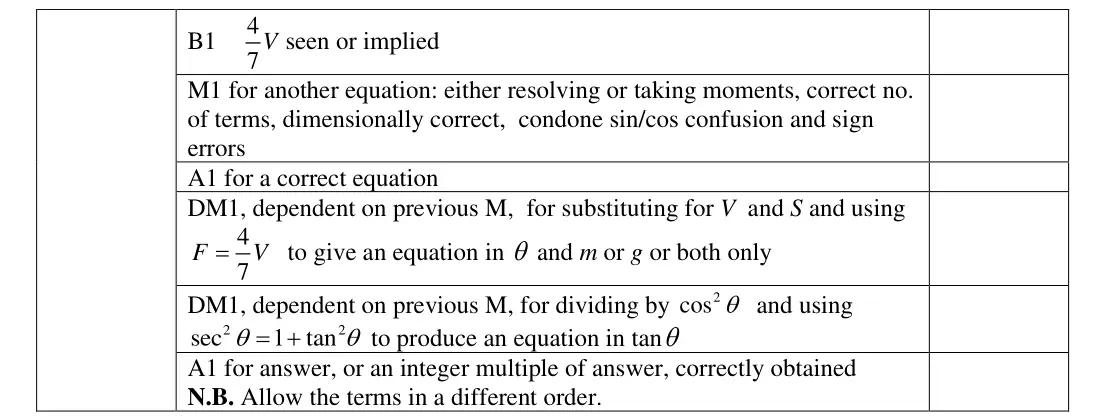 B1 4/7 V seen or implied
M1 for another equation: either resolving or taking moments, correct no.
of terms, dimensionally correct, condone sin/cos confusion and sign
errors
A1 for a correct equation
DM1, dependent on previous M, for substituting for V and S and using
F = 4/7 V to give an equation in θ and m or g or both only
DM1, dependent on previous M, for dividing by cos² θ and using
sec² θ = 1 + tan²θ to produce an equation in tan θ
A1 for answer, or an integer multiple of answer, correctly obtained
N.B. Allow the terms in a different order.